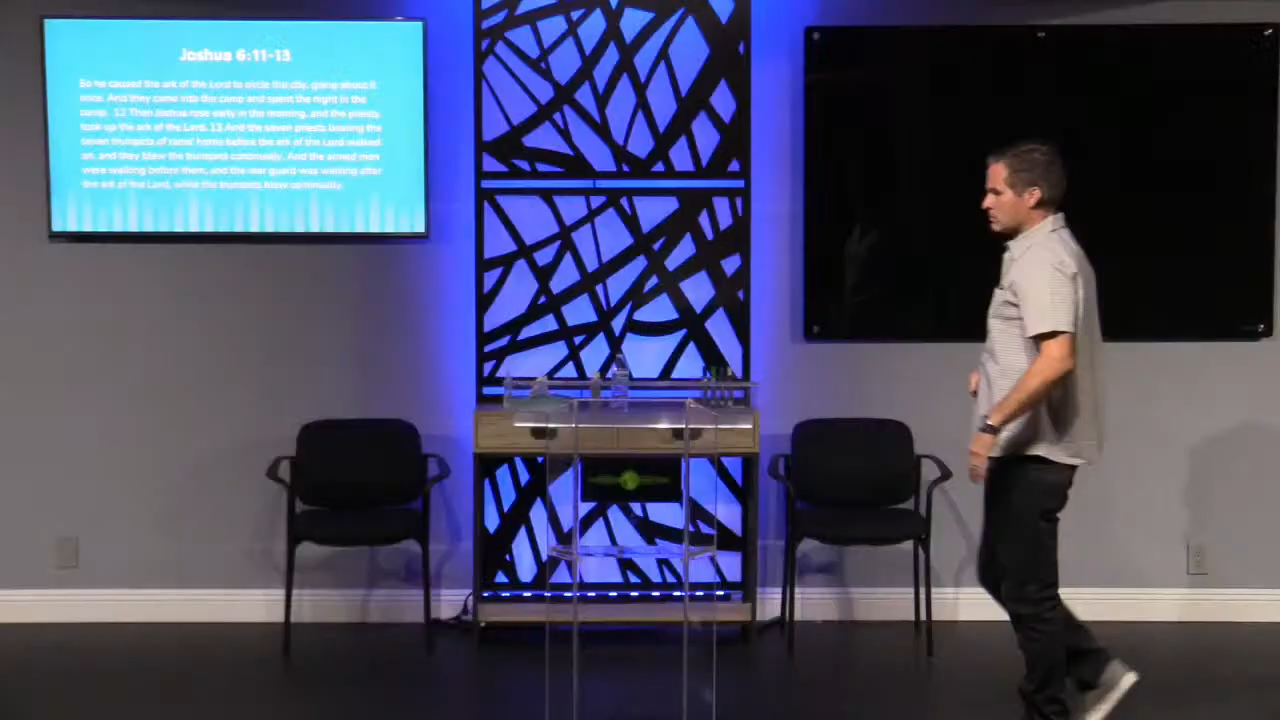 Joshua 6:11-13
So he caused the ark of the Lord to circle the city, going about it
once. And they came into the camp and spent the night in the
camp. 12 Then Joshua rose early in the morning, and the priests
took up the ark of the Lord. 13 And the seven priests bearing the
seven trumpets of rams' horns before the ark of the Lord walked
on, and they blew the trumpets continually. And the armed men
were walking before them, and the rear guard was walking after
the ark of the Lord, while the trumpets blew continually.